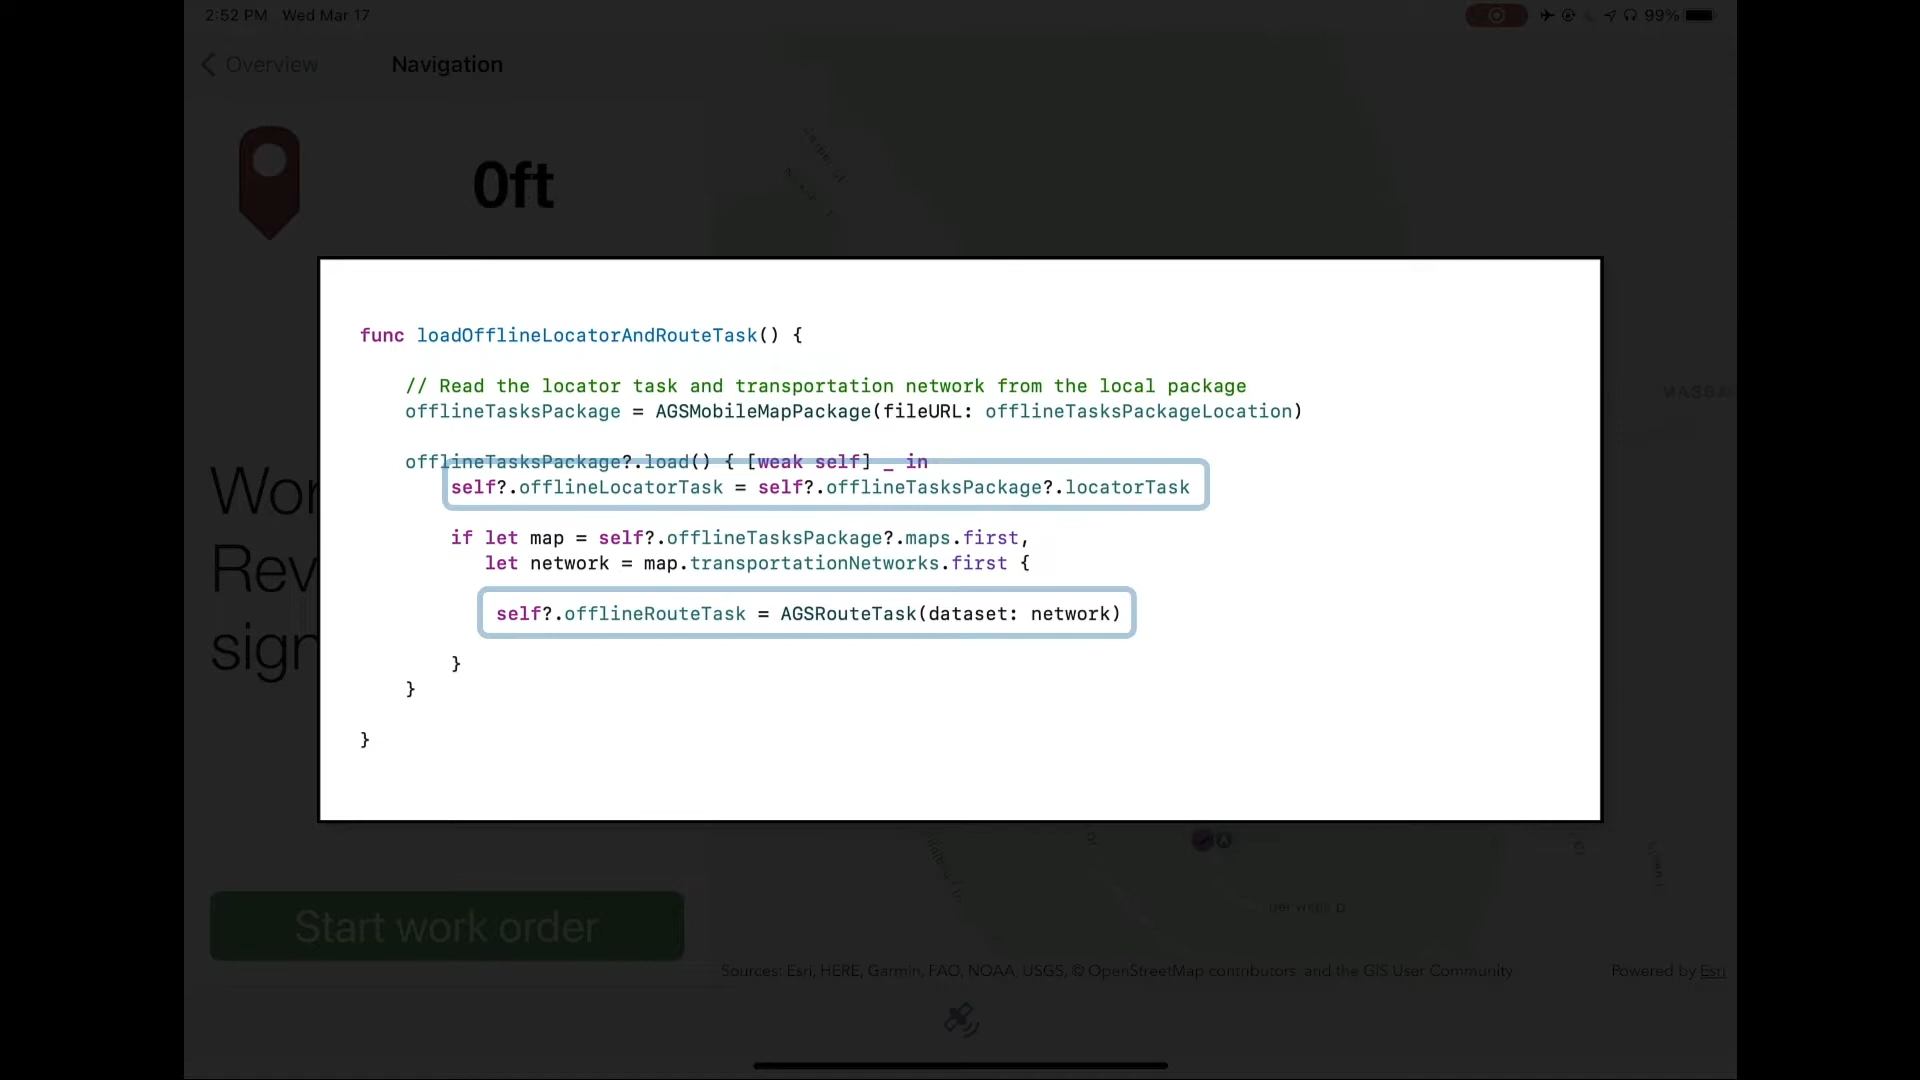 2:52 PM Wed Mar 17
99%
Overview
Navigation
0ft
func loadOfflineLocatorAndRouteTask() {
// Read the locator task and transportation network from the local package
offlineTasksPackage = AGSMobileMapPackage(fileURL: offlineTasksPackageLocation)
offlineTasksPackage?.load() { [weak self] _ in
self?.offlineLocatorTask = self?.offlineTasksPackage?.locatorTask
if let map = self?.offlineTasksPackage?.maps.first,
let network = map.transportationNetworks.first {
self?.offlineRouteTask = AGSRouteTask(dataset: network)
}
}
}
Wor
Rev
sign
Start work order
Sources: Esri, HERE, Garmin, FAO, NOAA, USGS, © OpenStreetMap contributors, and the GIS User Community
Powered by Esri